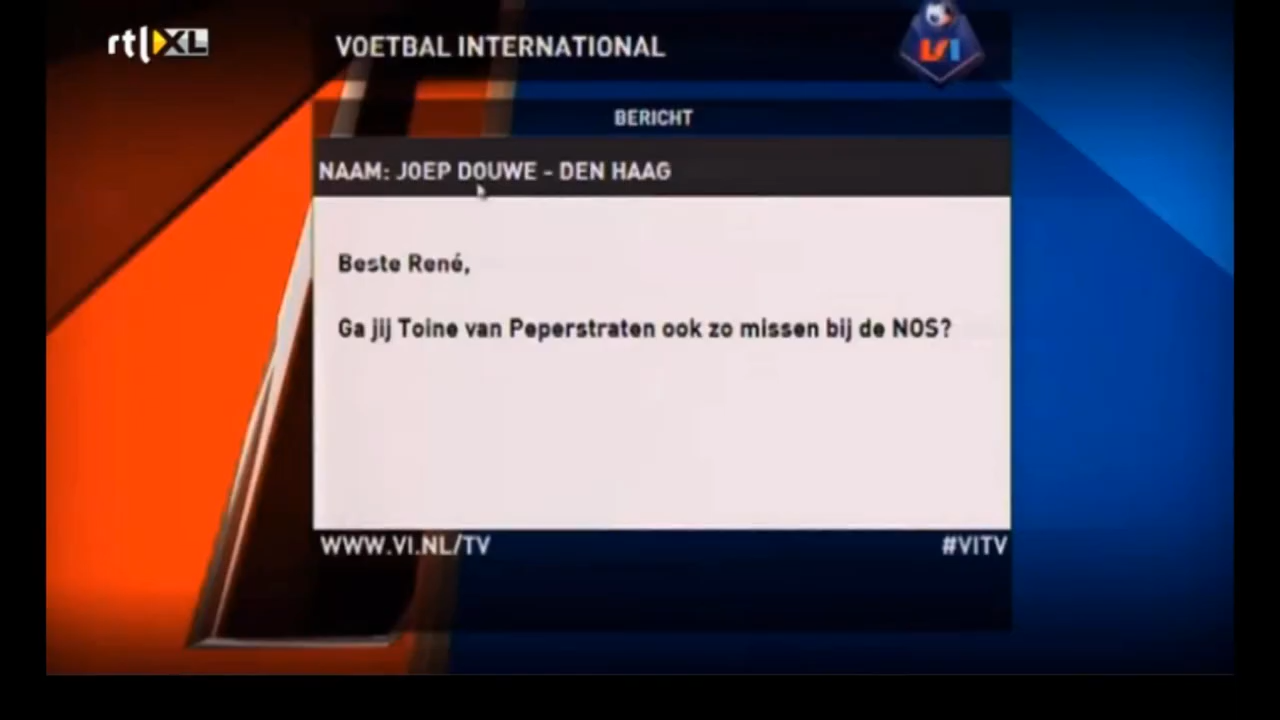 rtl XL
VOETBAL INTERNATIONAL
VI
BERICHT
NAAM: JOEP DOUWE - DEN HAAG
Beste René,
Ga jij Toine van Peperstraten ook zo missen bij de NOS?
WWW.VI.NL/TV
#VITV